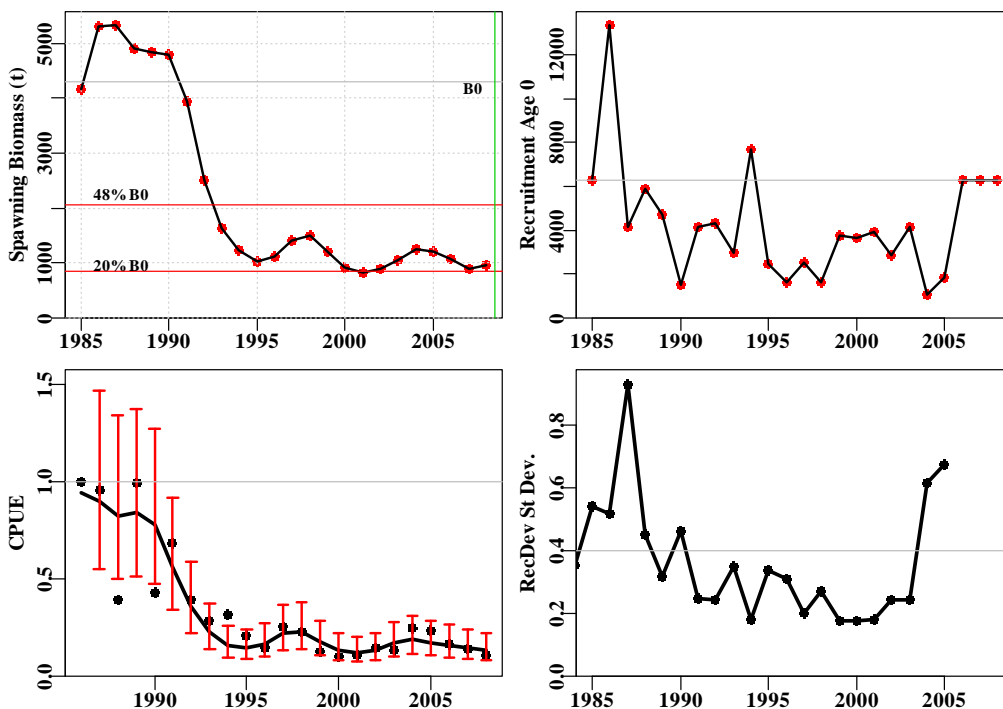 Spawning Biomass (t)
5000
3000
1000
0
B0
48%B0
20%B0
1985 1990 1995 2000 2005
Recruitment Age 0
12000
8000
4000
0
1985 1990 1995 2000 2005
CPUE
1.5
1.0
0.5
0.0
1990 1995 2000 2005
RecDev St Dev.
0.8
0.6
0.4
0.2
0.0
1985 1990 1995 2000 2005